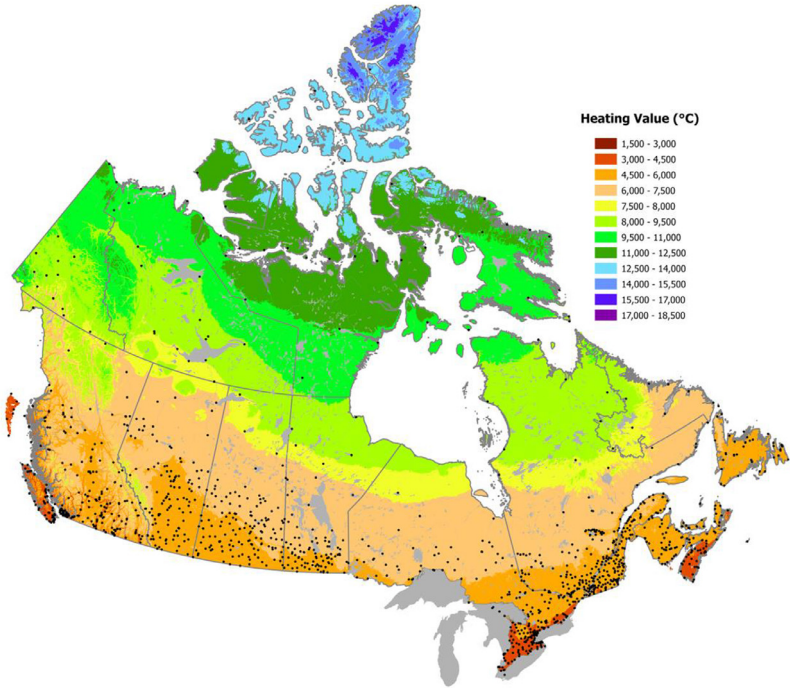 Heating Value (°C)
1,500 - 3,000
3,000 - 4,500
4,500 - 6,000
6,000 - 7,500
7,500 - 8,000
8,000 - 9,500
9,500 - 11,000
11,000 - 12,500
12,500 - 14,000
14,000 - 15,500
15,500 - 17,000
17,000 - 18,500